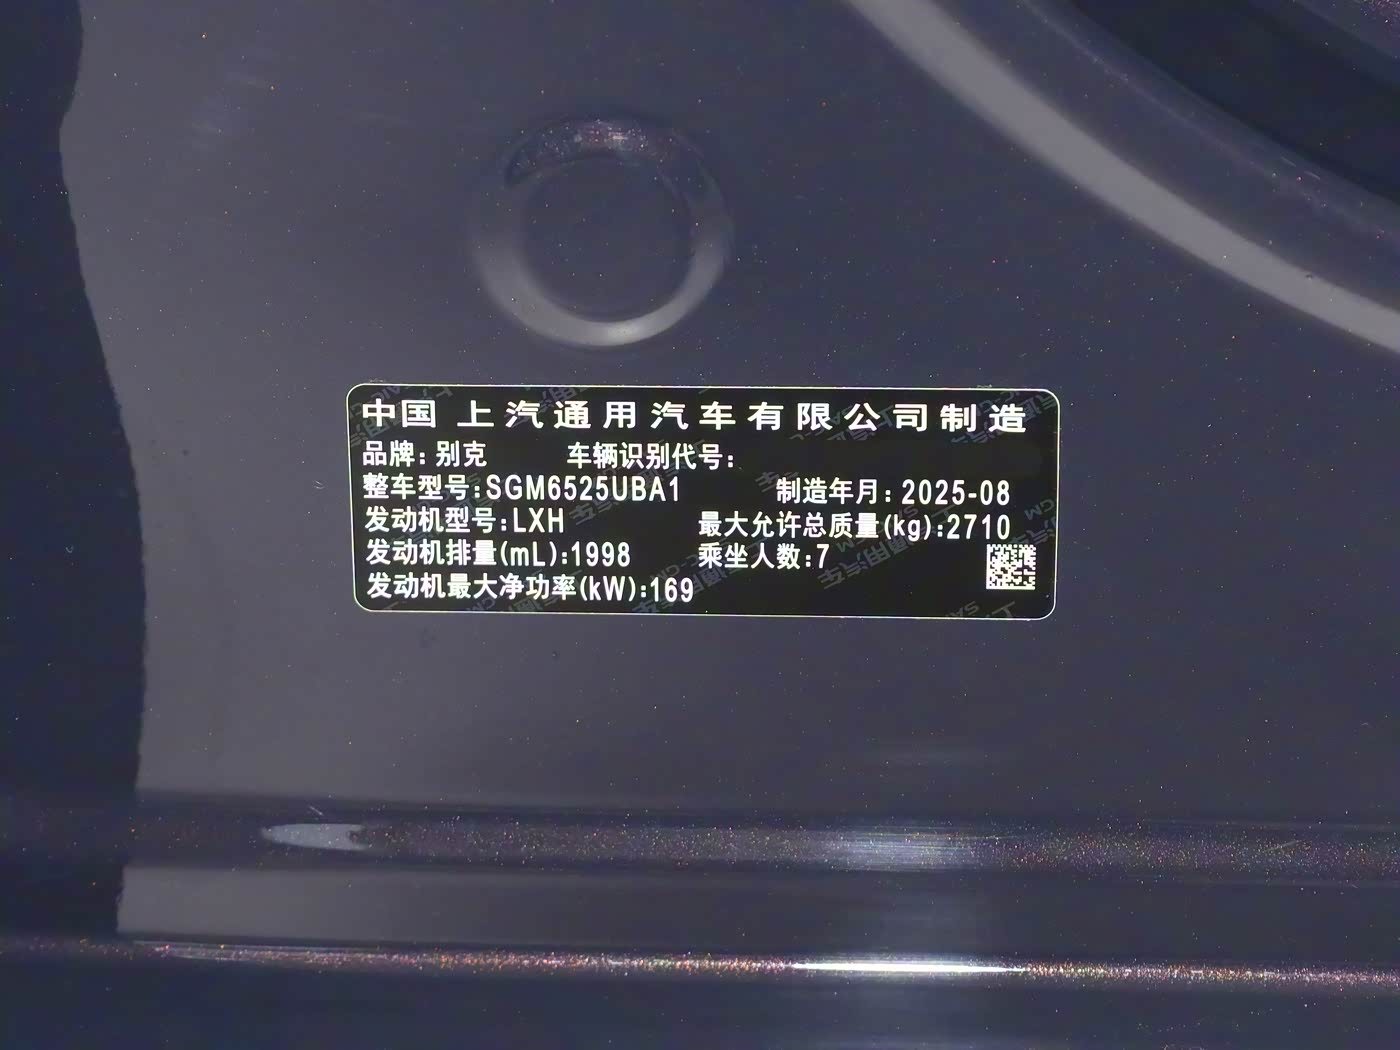 中国 上汽通用汽车有限公司制造
品牌:别克 车辆识别代号:
整车型号:SGM6525UBA1 制造年月:2025-08
发动机型号:LXH 最大允许总质量(kg):2710
发动机排量(mL):1998 乘坐人数:7
发动机最大净功率(kW):169